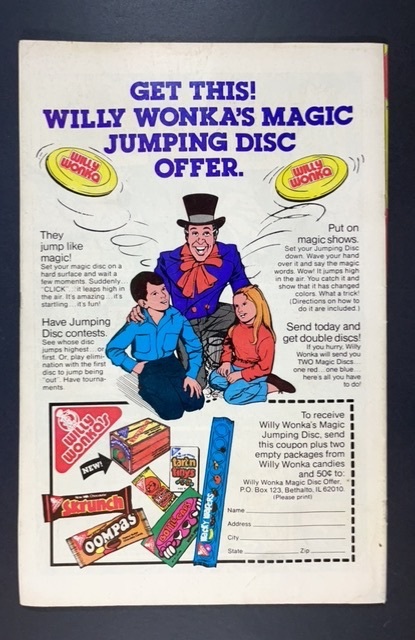 GET THIS!
WILLY WONKA'S MAGIC
JUMPING DISC
OFFER.
WILLY
WONKA
WILLY
WONKA
They
jump like
magic!
Set your magic disc on a
hard surface and wait a
few moments. Suddenly...
"CLICK"... it leaps high in
the air. It's amazing... it's
startling... it's fun!
Have Jumping
Disc contests.
See whose disc
jumps highest...or
first. Or, play elimi-
nation with the first
disc to jump being
"out". Have tourna-
ments.
Put on
magic shows.
Set your Jumping Disc
down. Wave your hand
over it and say the magic
words. Wow! It jumps high
in the air. You catch it and
show that it has changed
colors. What a trick!
(Directions on how to
do it are included.)
Send today and
get double discs!
If you hurry, Willy
Wonka will send you
TWO Magic Discs...
one red...one blue...
here's all you have
to do!
WILLY
WONKA'S
NEW!
Tart n
Tinys
Skrunch
OOMPAS
To receive
Willy Wonka's Magic
Jumping Disc, send
this coupon plus two
empty packages from
Willy Wonka candies
and 50¢ to:
Willy Wonka Magic Disc Offer,
P.O. Box 123, Bethalto, IL 62010.
(Please print)
Name
Address
City
State Zip